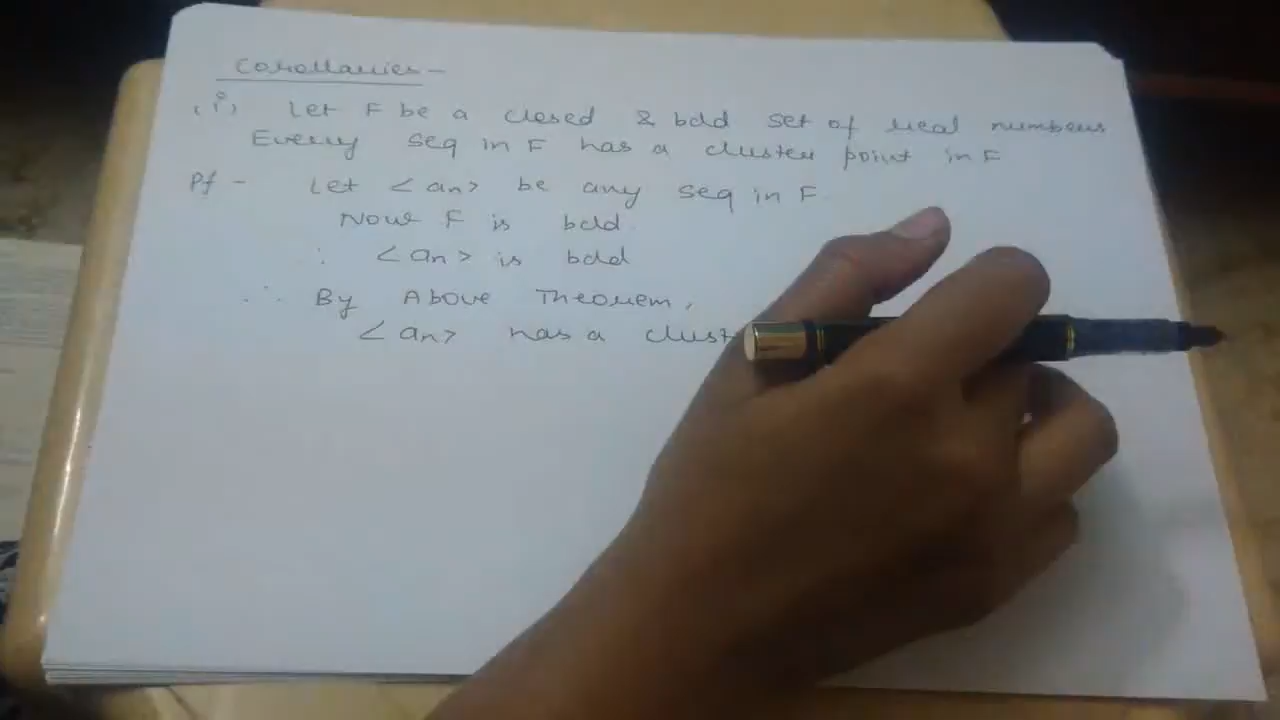 Corollaries -
(i) Let F be a closed & bdd set of real numbers
Every seq in F has a cluster point in F
Pf - Let <an> be any seq in F.
Now F is bdd.
∴ <an> is bdd
∴ By Above Theorem,
<an> has a clust